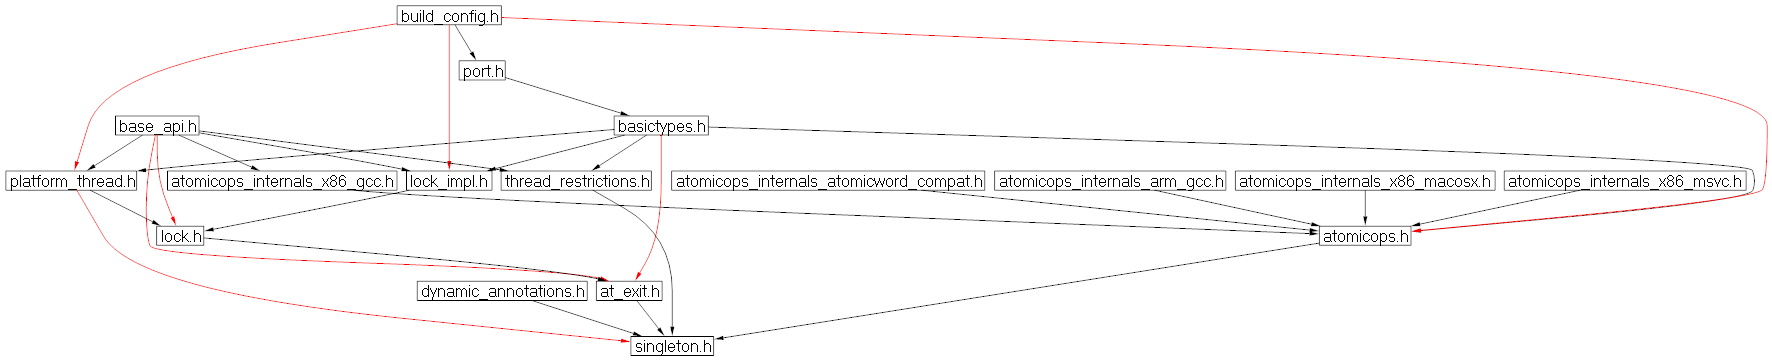 build_config.h
port.h
base_api.h
basictypes.h
platform_thread.h
atomicops_internals_x86_gcc.h
lock_impl.h
thread_restrictions.h
atomicops_internals_atomicword_compat.h
atomicops_internals_arm_gcc.h
atomicops_internals_x86_macosx.h
atomicops_internals_x86_msvc.h
lock.h
atomicops.h
dynamic_annotations.h
at_exit.h
singleton.h